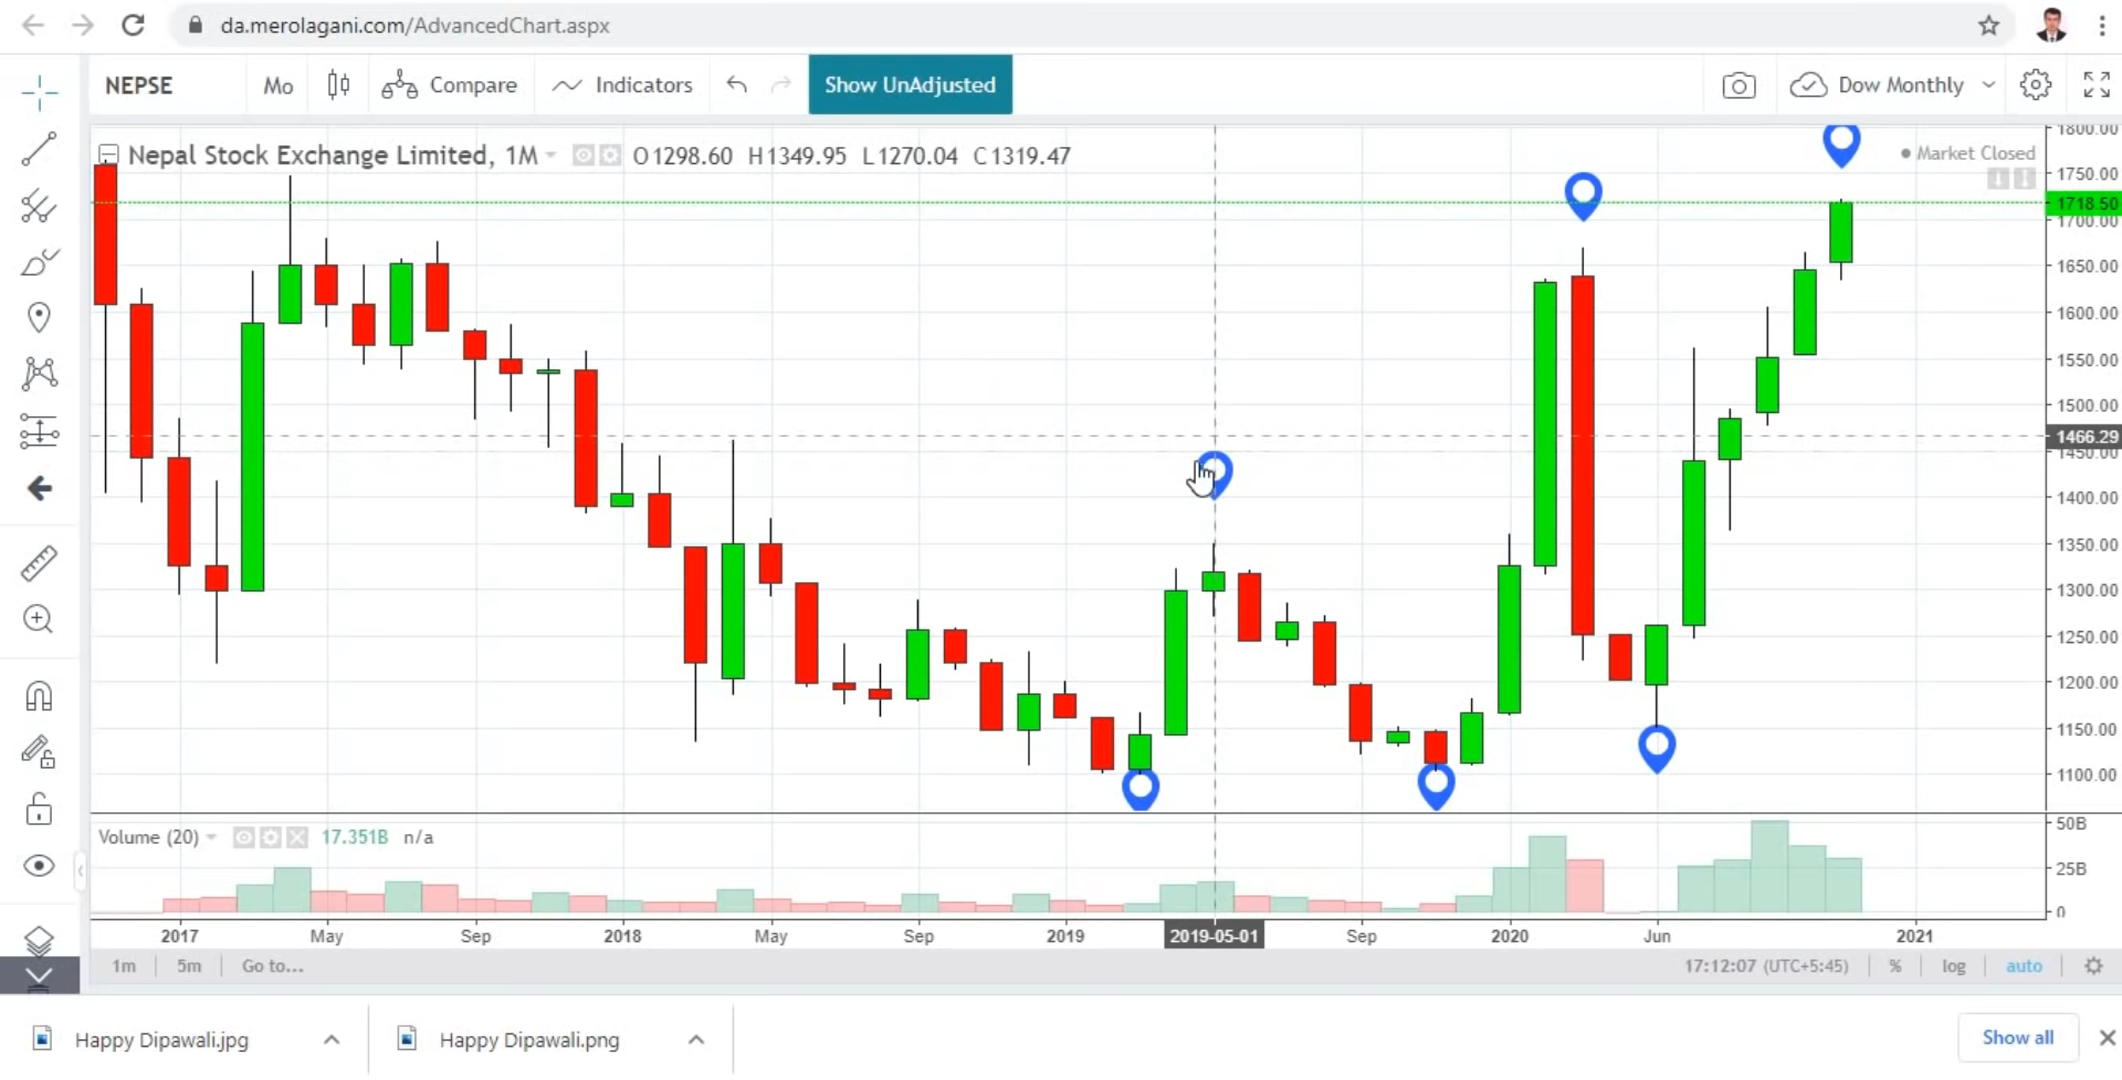 da.merolagani.com/AdvancedChart.aspx
NEPSE Mo Compare Indicators Show UnAdjusted Dow Monthly
Nepal Stock Exchange Limited, 1M O1298.60 H1349.95 L1270.04 C1319.47
Market Closed
1800.00
1750.00
1718.50
1700.00
1650.00
1600.00
1550.00
1500.00
1466.29
1450.00
1400.00
1350.00
1300.00
1250.00
1200.00
1150.00
1100.00
Volume (20) 17.351B n/a
50B
25B
0
2017 May Sep 2018 May Sep 2019 2019-05-01 Sep 2020 Jun 2021
1m 5m Go to... 17:12:07 (UTC+5:45) % log auto
Happy Dipawali.jpg Happy Dipawali.png Show all